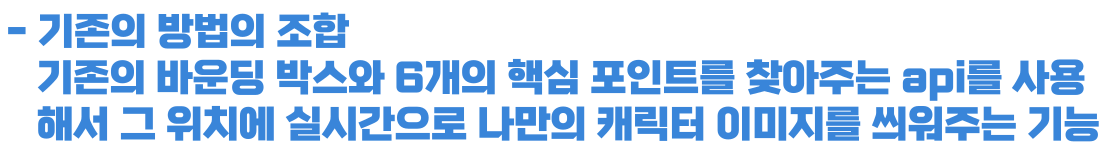 - 기존의 방법의 조합
기존의 바운딩 박스와 6개의 핵심 포인트를 찾아주는 api를 사용
해서 그 위치에 실시간으로 나만의 캐릭터 이미지를 씌워주는 기능